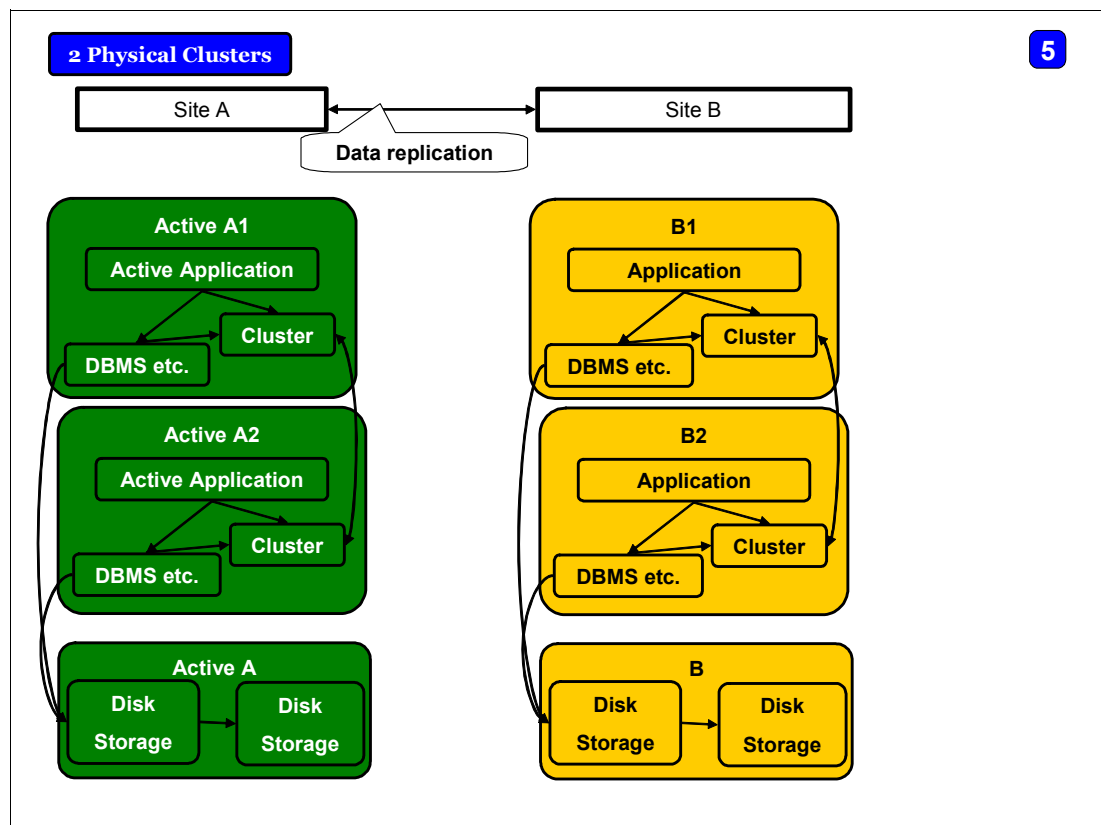 2 Physical Clusters
5
Site A
Site B
Data replication
Active A1
Active Application
Cluster
DBMS etc.
B1
Application
Cluster
DBMS etc.
Active A2
Active Application
Cluster
DBMS etc.
B2
Application
Cluster
DBMS etc.
Active A
Disk
Storage
Disk
Storage
B
Disk
Storage
Disk
Storage